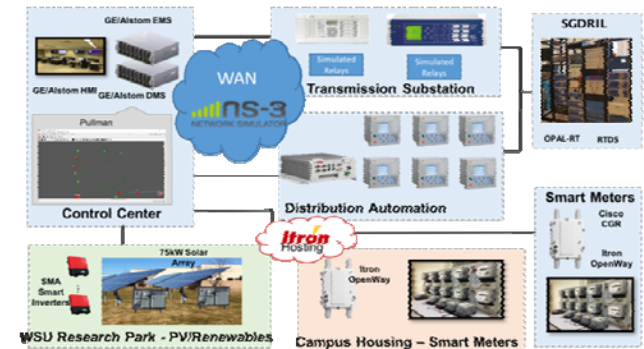 GE/Alstom EMS
GE/Alstom HMI
GE/Alstom DMS
Pullman
Control Center
WAN
ns-3
NETWORK SIMULATOR
Simulated
Relays
Simulated
Relays
Transmission Substation
Distribution Automation
SGDRIL
OPAL-RT
RTDS
Itron
Hosting
Smart Meters
Cisco
CGR
Itron
OpenWay
75kW Solar
Array
SMA
Smart
Inverters
WSU Research Park - PV/Renewables
Itron
OpenWay
Campus Housing – Smart Meters